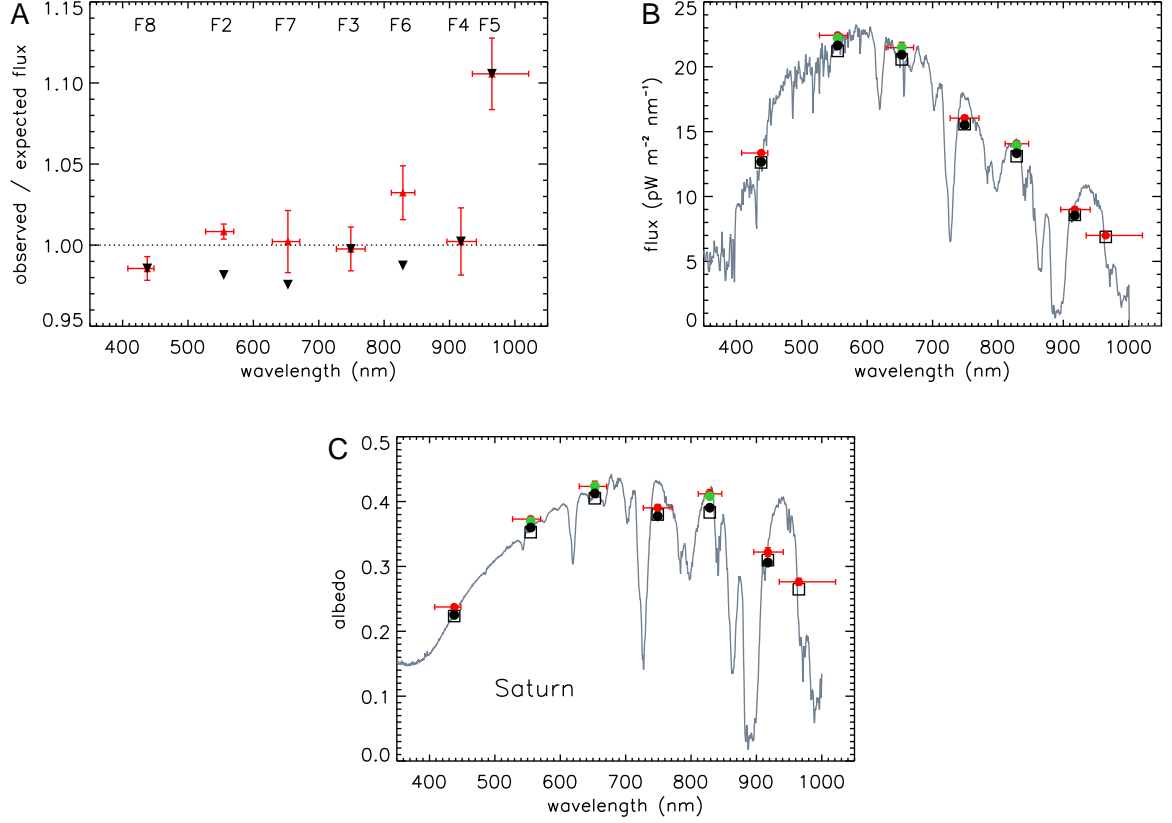 A
1.15
1.10
1.05
1.00
0.95
observed / expected flux
F8 F2 F7 F3 F6 F4 F5
400 500 600 700 800 900 1000
wavelength (nm)
B
25
20
15
10
5
0
flux (pW m⁻² nm⁻¹)
400 500 600 700 800 900 1000
wavelength (nm)
C
0.5
0.4
0.3
0.2
0.1
0.0
albedo
Saturn
400 500 600 700 800 900 1000
wavelength (nm)